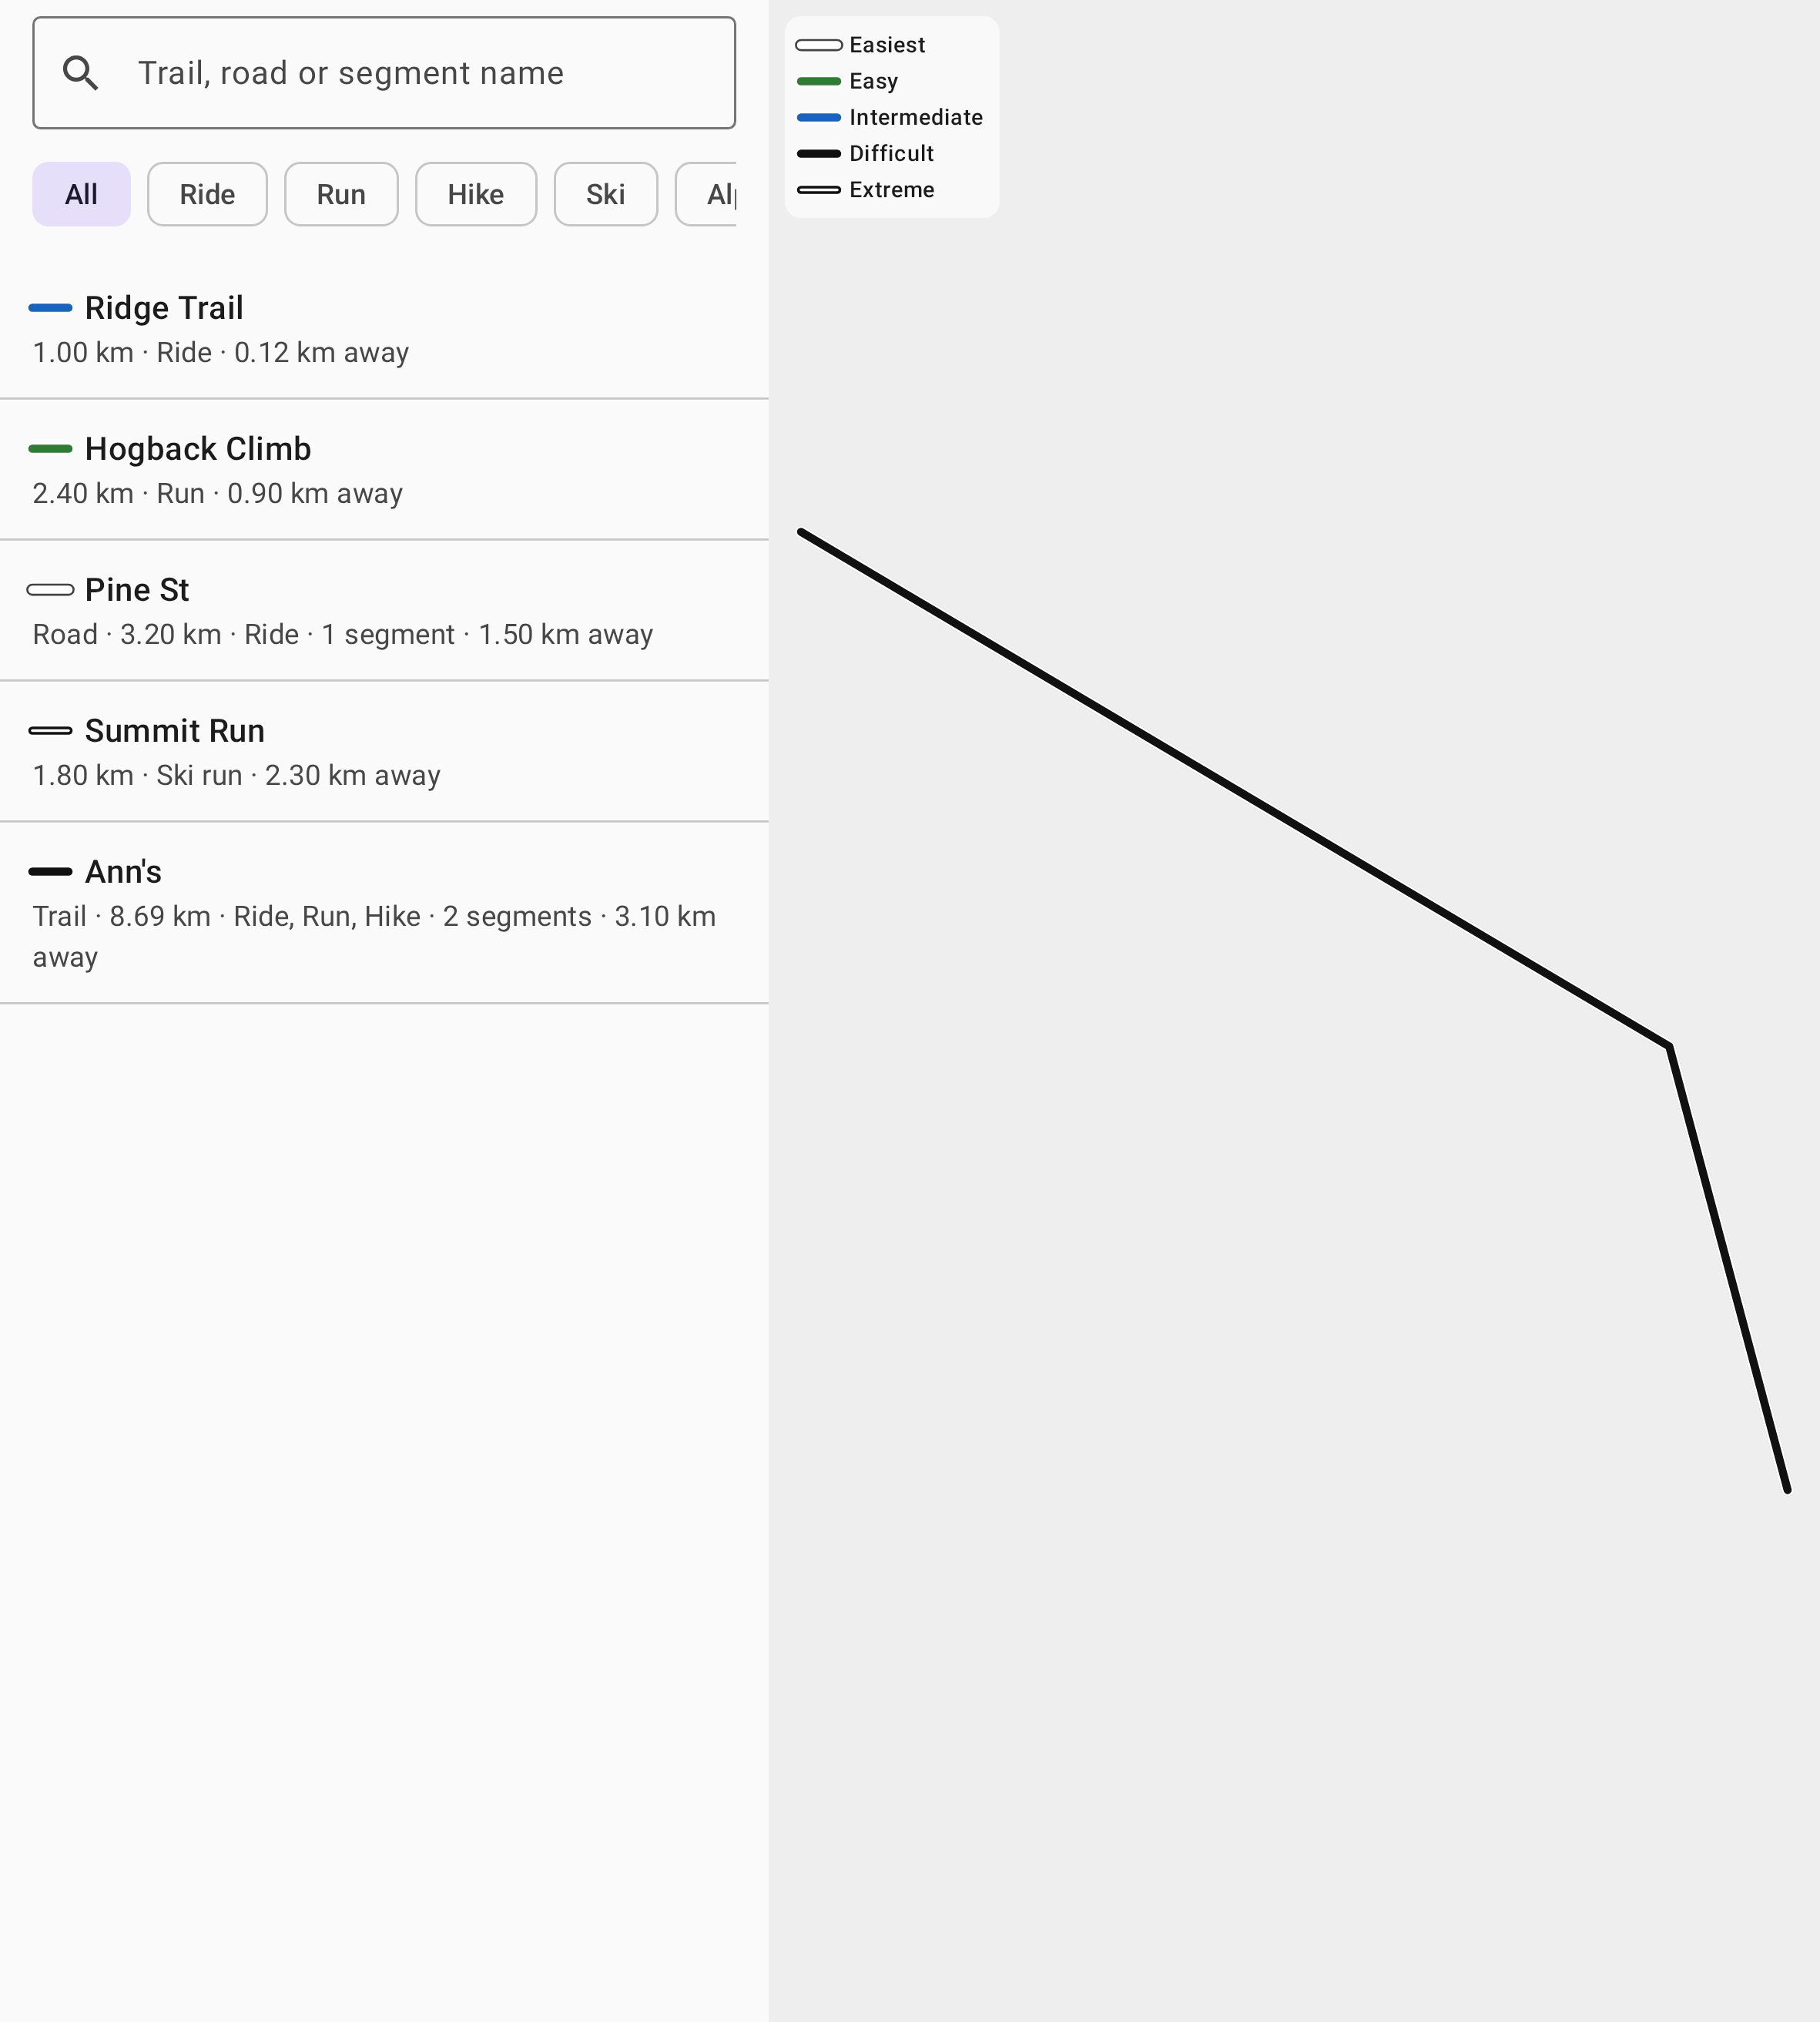 Trail, road or segment name
All
Ride
Run
Hike
Ski
Ridge Trail
1.00 km · Ride · 0.12 km away
Hogback Climb
2.40 km · Run · 0.90 km away
Pine St
Road · 3.20 km · Ride · 1 segment · 1.50 km away
Summit Run
1.80 km · Ski run · 2.30 km away
Ann's
Trail · 8.69 km · Ride, Run, Hike · 2 segments · 3.10 km
away
Easiest
Easy
Intermediate
Difficult
Extreme